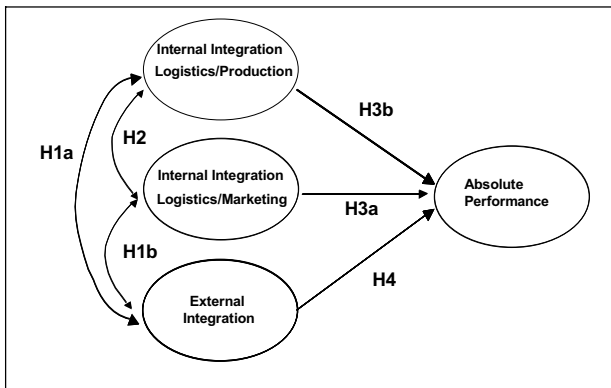 Internal Integration
Logistics/Production
H3b
H2
H1a
Internal Integration
Logistics/Marketing
H3a
Absolute
Performance
H1b
H4
External
Integration